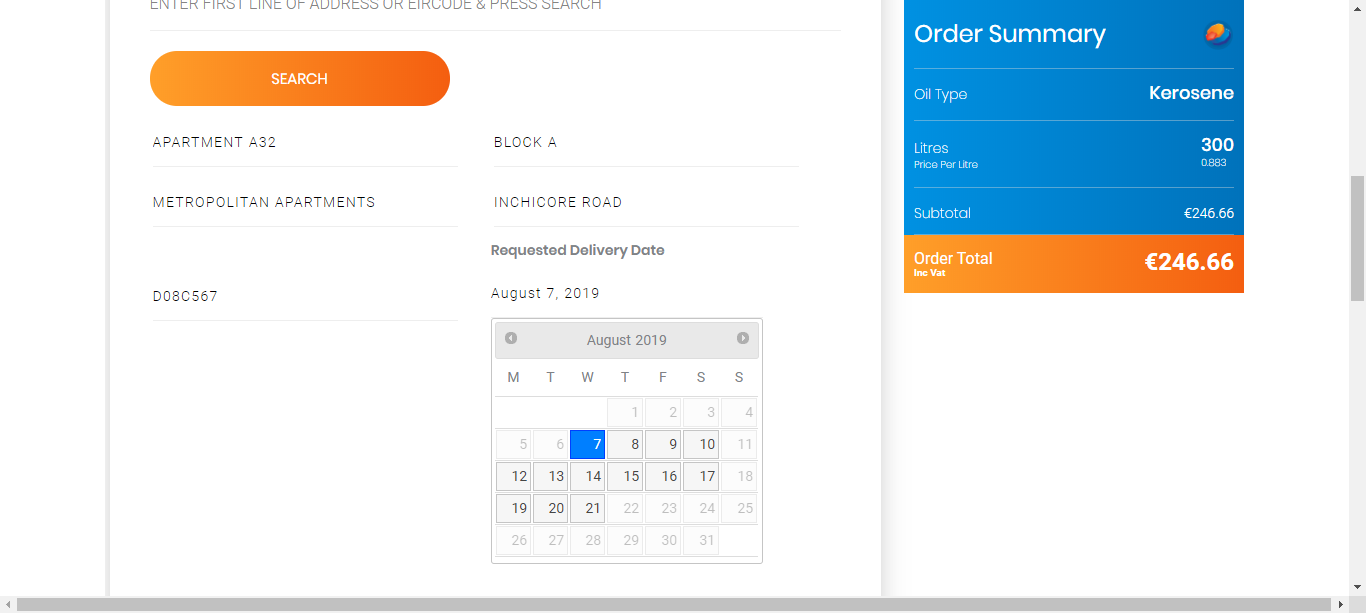 ENTER FIRST LINE OF ADDRESS OR EIRCODE & PRESS SEARCH
SEARCH
APARTMENT A32
BLOCK A
METROPOLITAN APARTMENTS
INCHICORE ROAD
Requested Delivery Date
D08C567
August 7, 2019
August 2019
M T W T F S S
1 2 3 4
5 6 7 8 9 10 11
12 13 14 15 16 17 18
19 20 21 22 23 24 25
26 27 28 29 30 31
Order Summary
Oil Type Kerosene
Litres 300
Price Per Litre 0.883
Subtotal €246.66
Order Total €246.66
Inc Vat